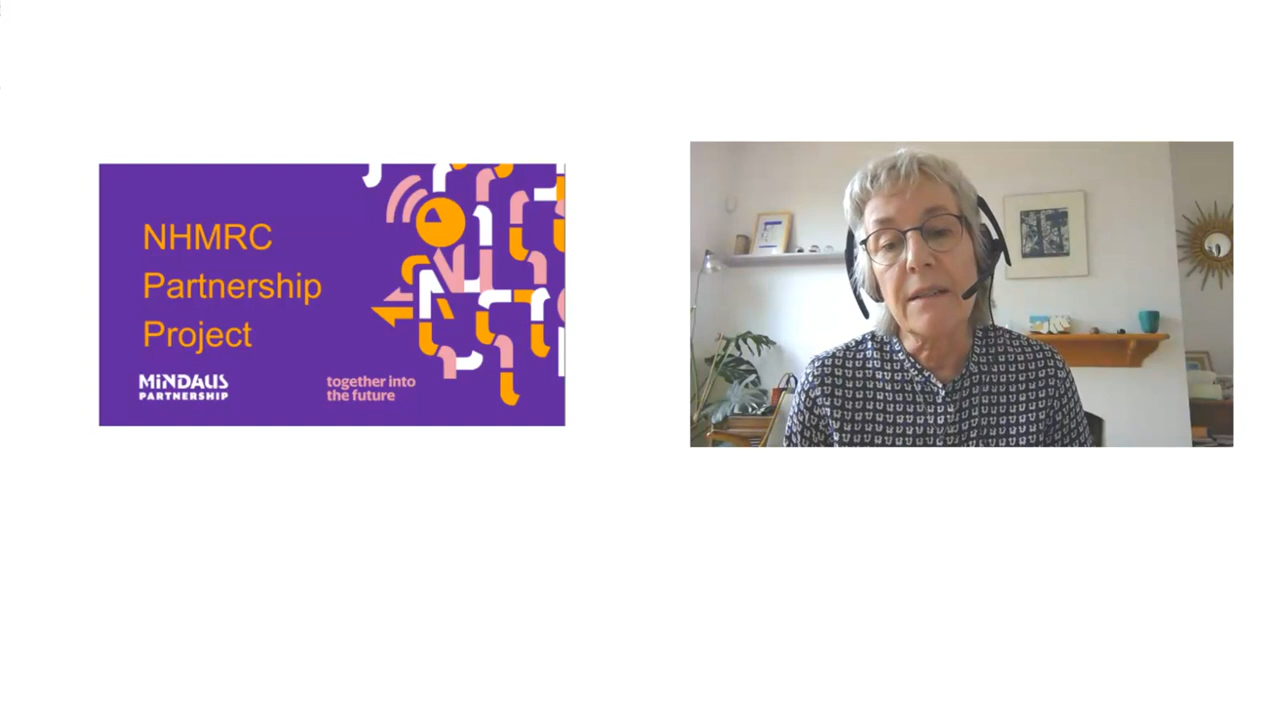 NHMRC
Partnership
Project
MiNDAUS
PARTNERSHIP
together into
the future